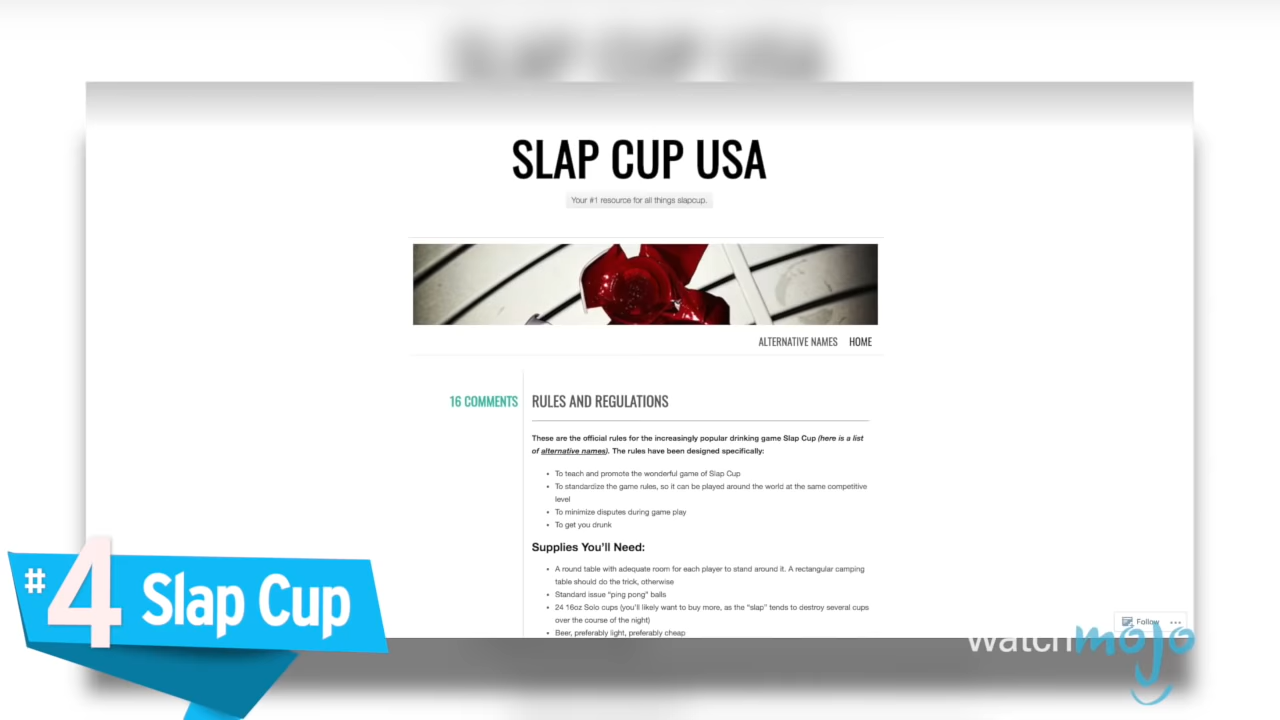 SLAP CUP USA
SLAP CUP USA
Your #1 resource for all things slapcup.
ALTERNATIVE NAMES HOME
16 COMMENTS
RULES AND REGULATIONS
These are the official rules for the increasingly popular drinking game Slap Cup (here is a list
of alternative names). The rules have been designed specifically:
• To teach and promote the wonderful game of Slap Cup
• To standardize the game rules, so it can be played around the world at the same competitive
level
• To minimize disputes during game play
• To get you drunk
Supplies You'll Need:
• A round table with adequate room for each player to stand around it. A rectangular camping
table should do the trick, otherwise
• Standard issue “ping pong” balls
• 24 16oz Solo cups (you'll likely want to buy more, as the “slap” tends to destroy several cups
over the course of the night)
• Beer, preferably light, preferably cheap
Follow ...
#4 Slap Cup
watchmojo